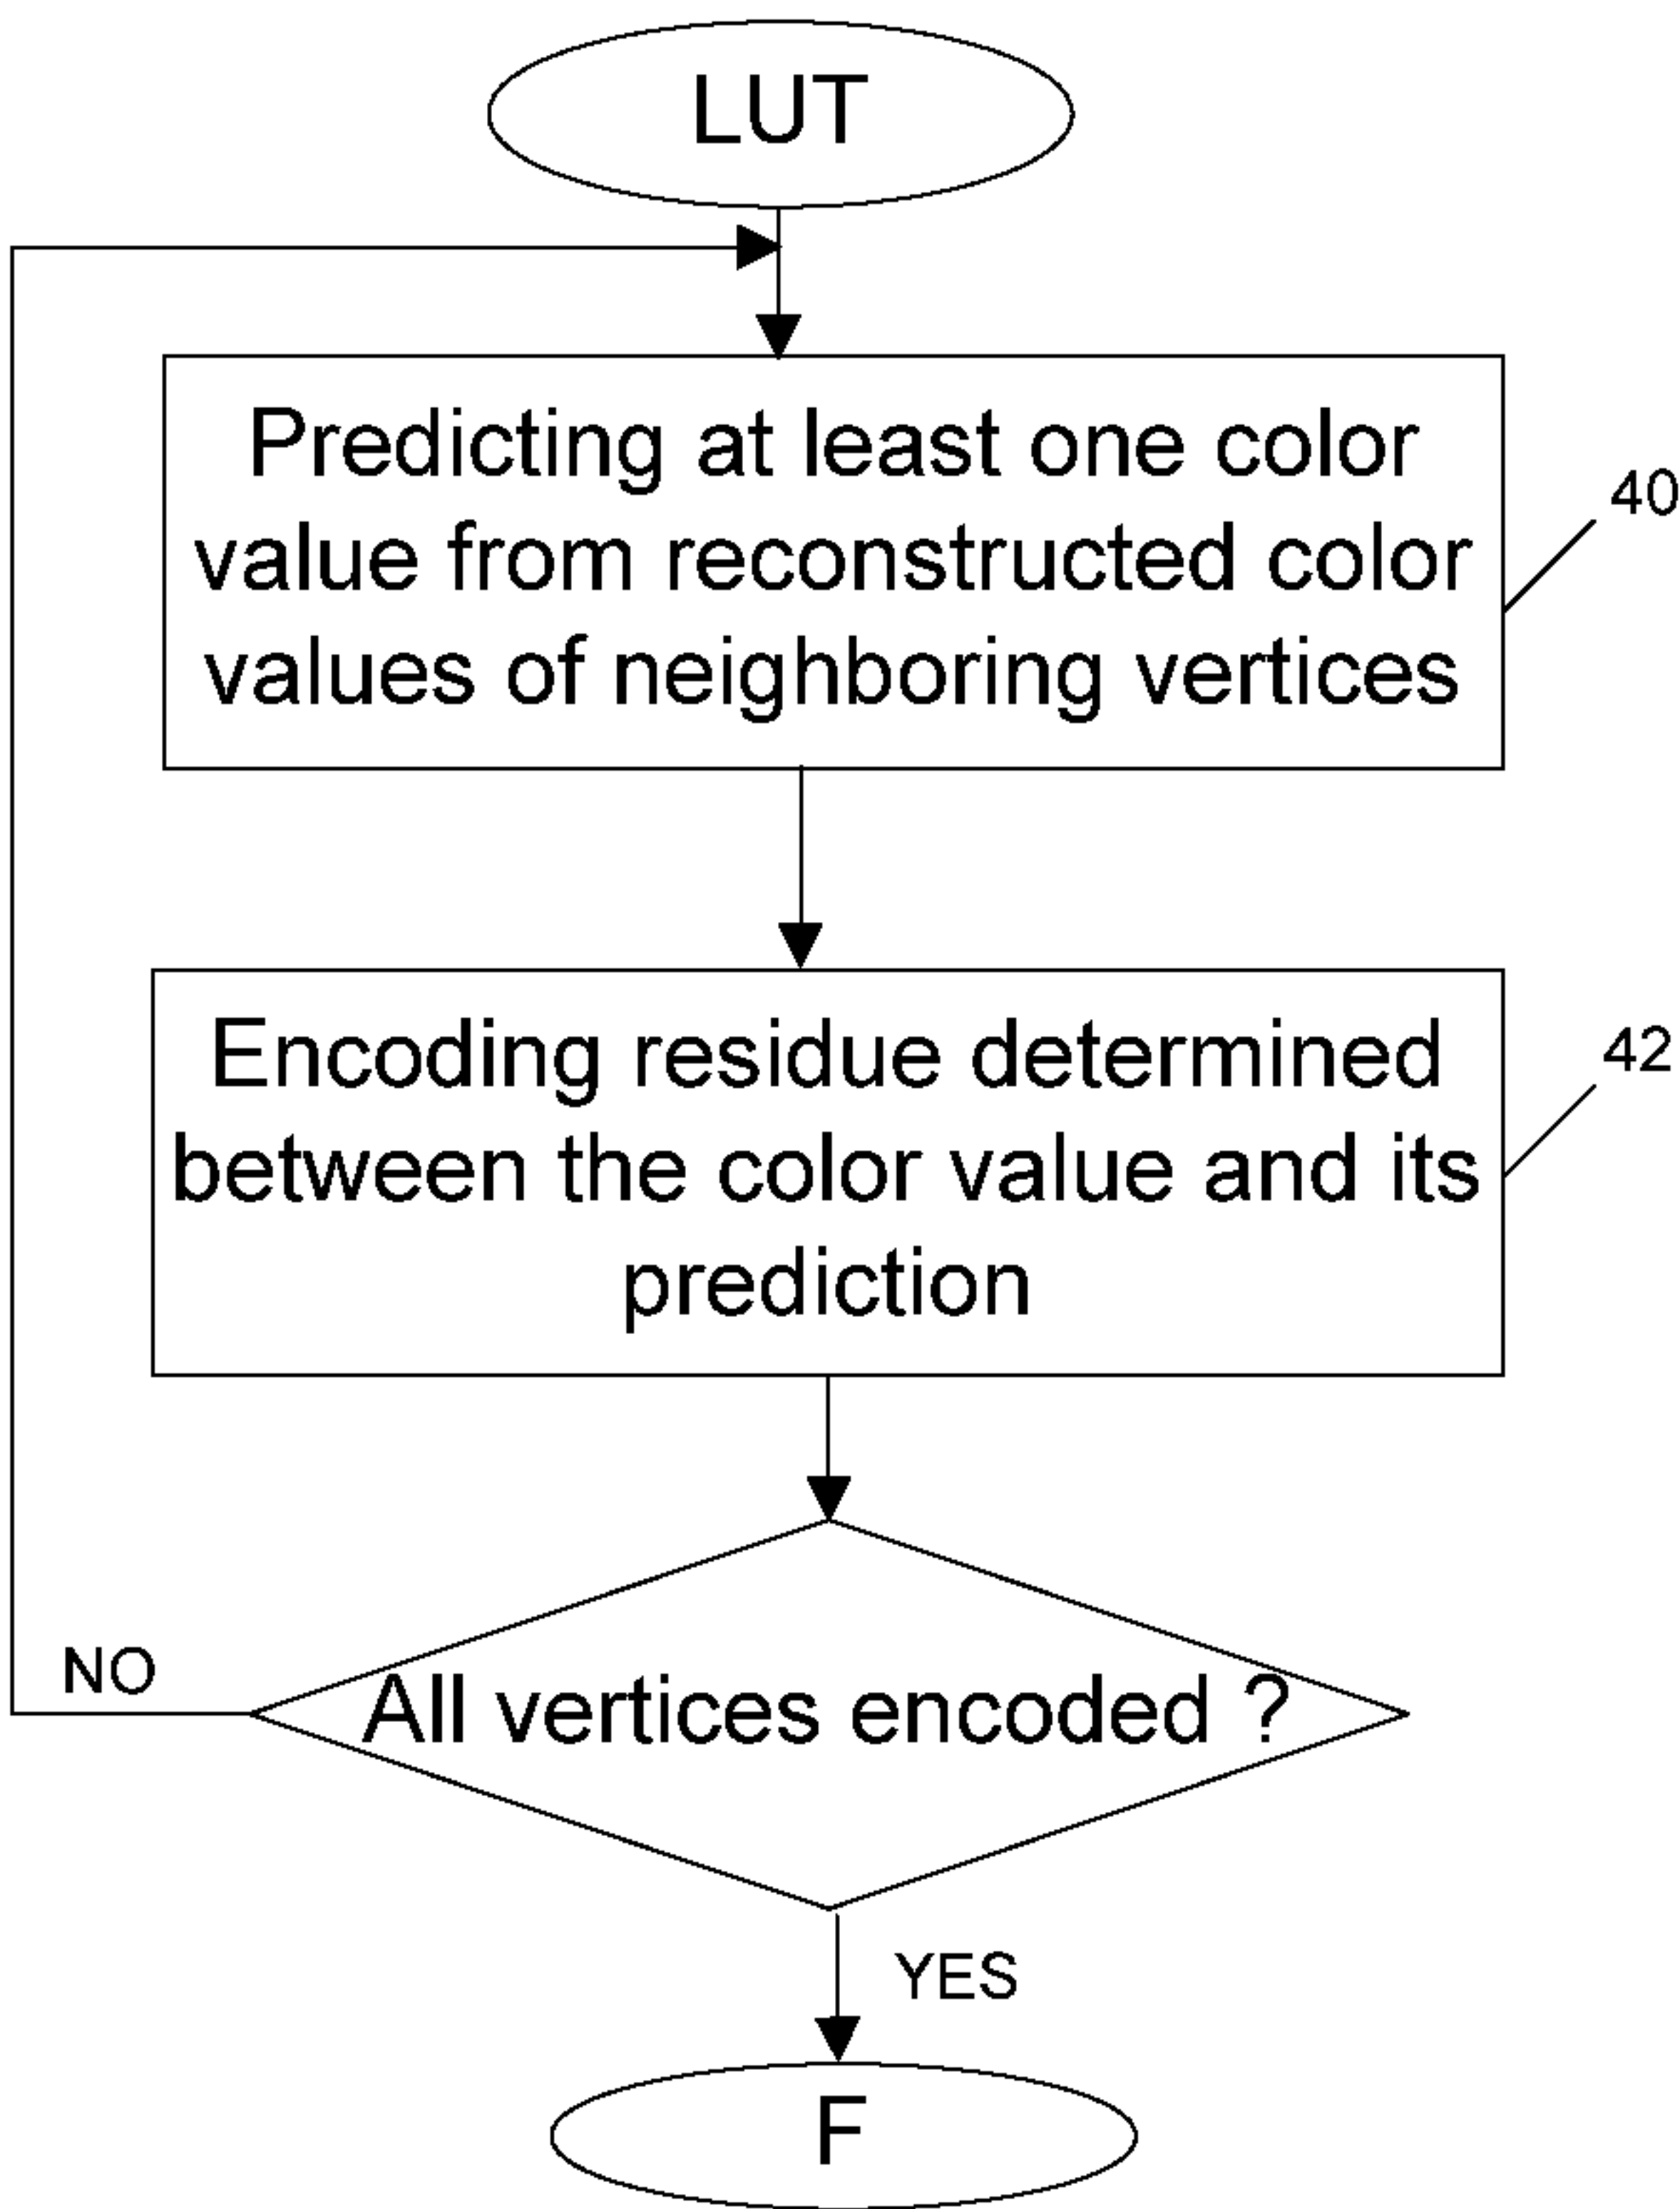 LUT
Predicting at least one color
value from reconstructed color
values of neighboring vertices
40
Encoding residue determined
between the color value and its
prediction
42
NO
All vertices encoded ?
YES
F